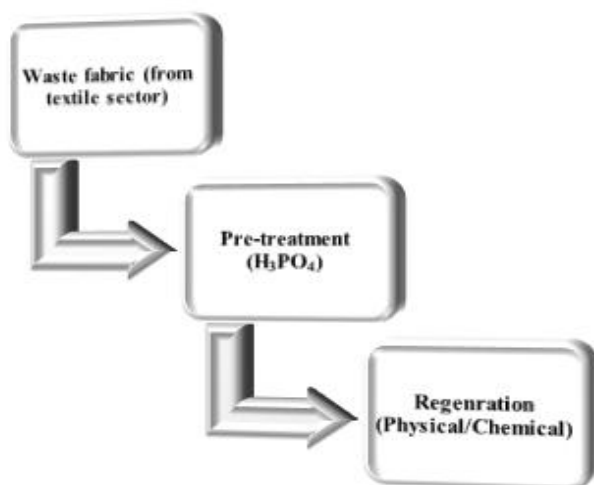 Waste fabric (from
textile sector)
Pre-treatment
(H₃PO₄)
Regenration
(Physical/Chemical)